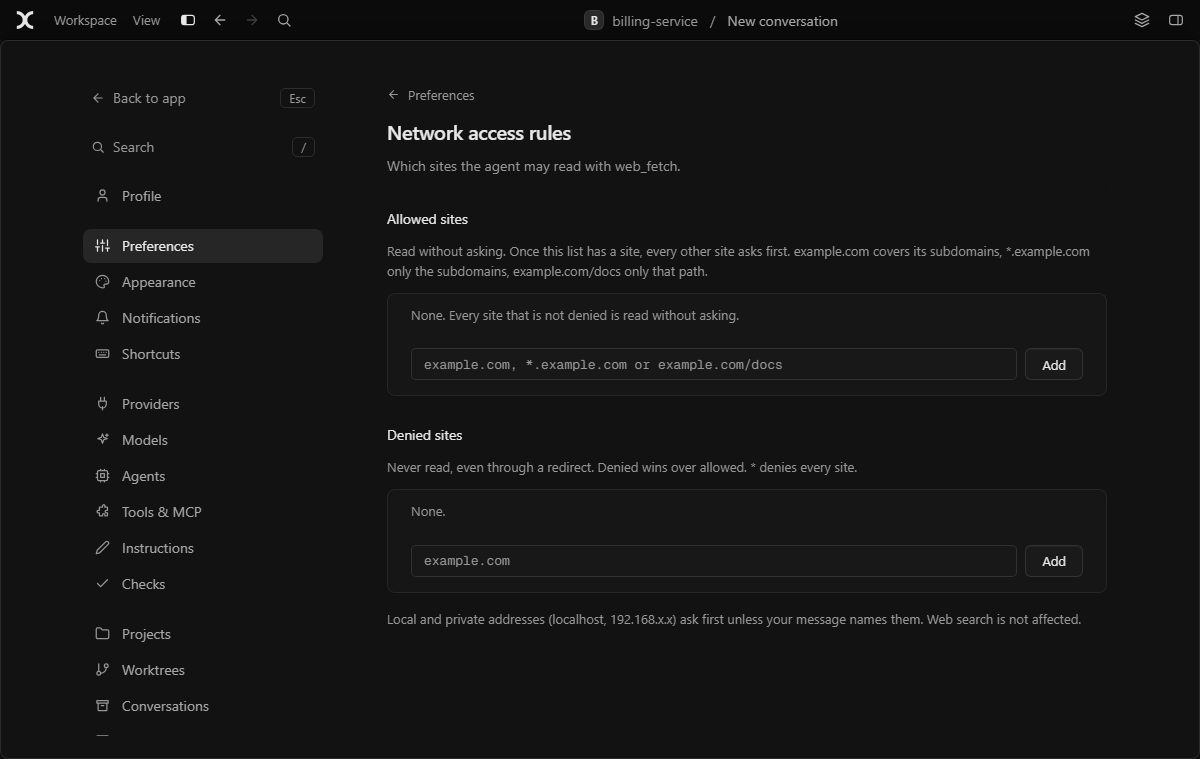 Workspace View
B billing-service / New conversation
Back to app Esc
Search /
Profile
Preferences
Appearance
Notifications
Shortcuts
Providers
Models
Agents
Tools & MCP
Instructions
Checks
Projects
Worktrees
Conversations
Preferences
Network access rules
Which sites the agent may read with web_fetch.
Allowed sites
Read without asking. Once this list has a site, every other site asks first. example.com covers its subdomains, *.example.com
only the subdomains, example.com/docs only that path.
None. Every site that is not denied is read without asking.
example.com, *.example.com or example.com/docs Add
Denied sites
Never read, even through a redirect. Denied wins over allowed. * denies every site.
None.
example.com Add
Local and private addresses (localhost, 192.168.x.x) ask first unless your message names them. Web search is not affected.